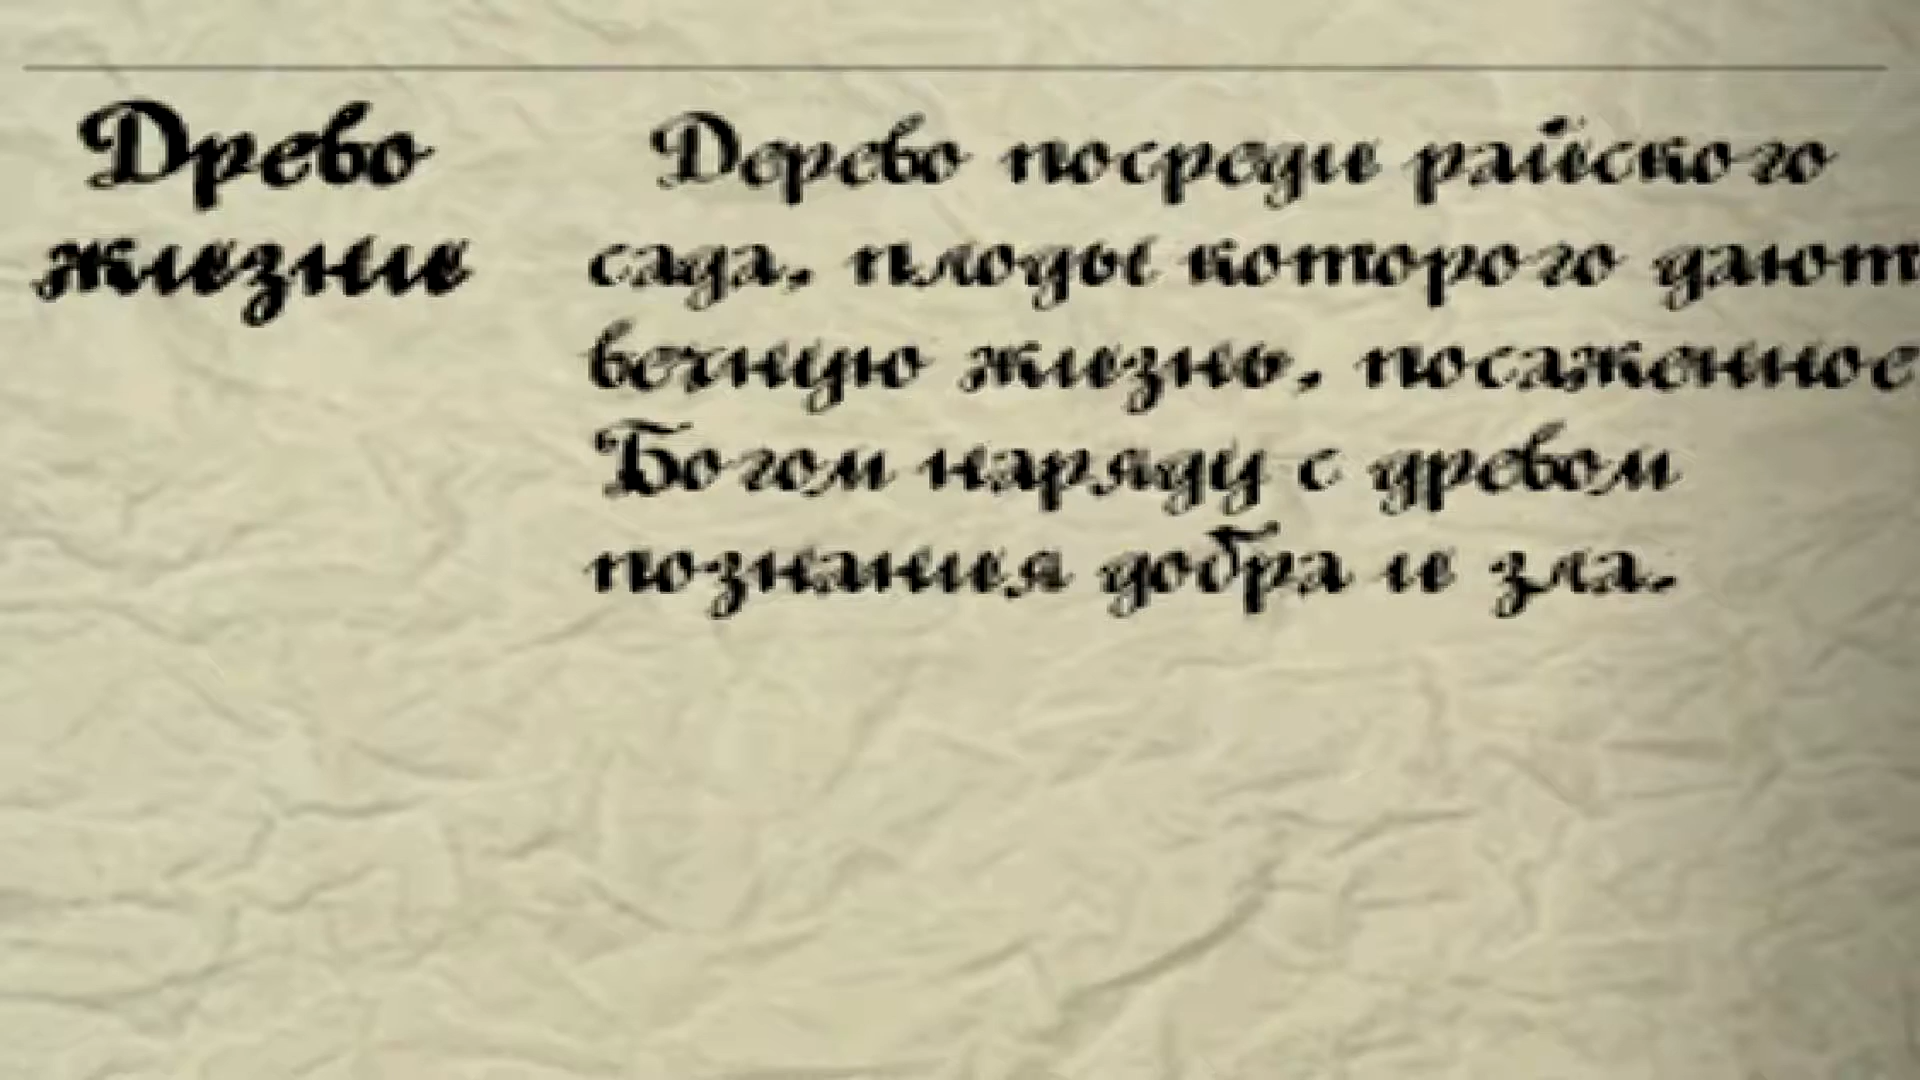 Древо
жизни
Дерево посреди райского
сада, плоды которого дают
вечную жизнь, посаженное
Богом наряду с древом
познания добра и зла.